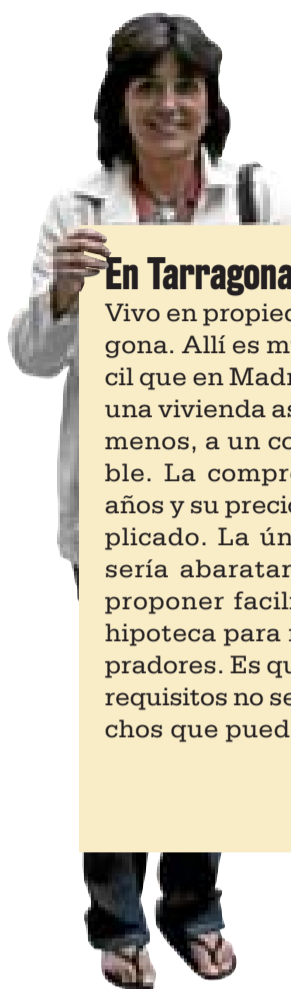 En Tarragona
Vivo en propied
gona. Allí es m
cil que en Madr
una vivienda as
menos, a un co
ble. La compr
años y su precio
plicado. La ún
sería abaratar
proponer facil
hipoteca para
pradores. Es qu
requisitos no se
chos que pued